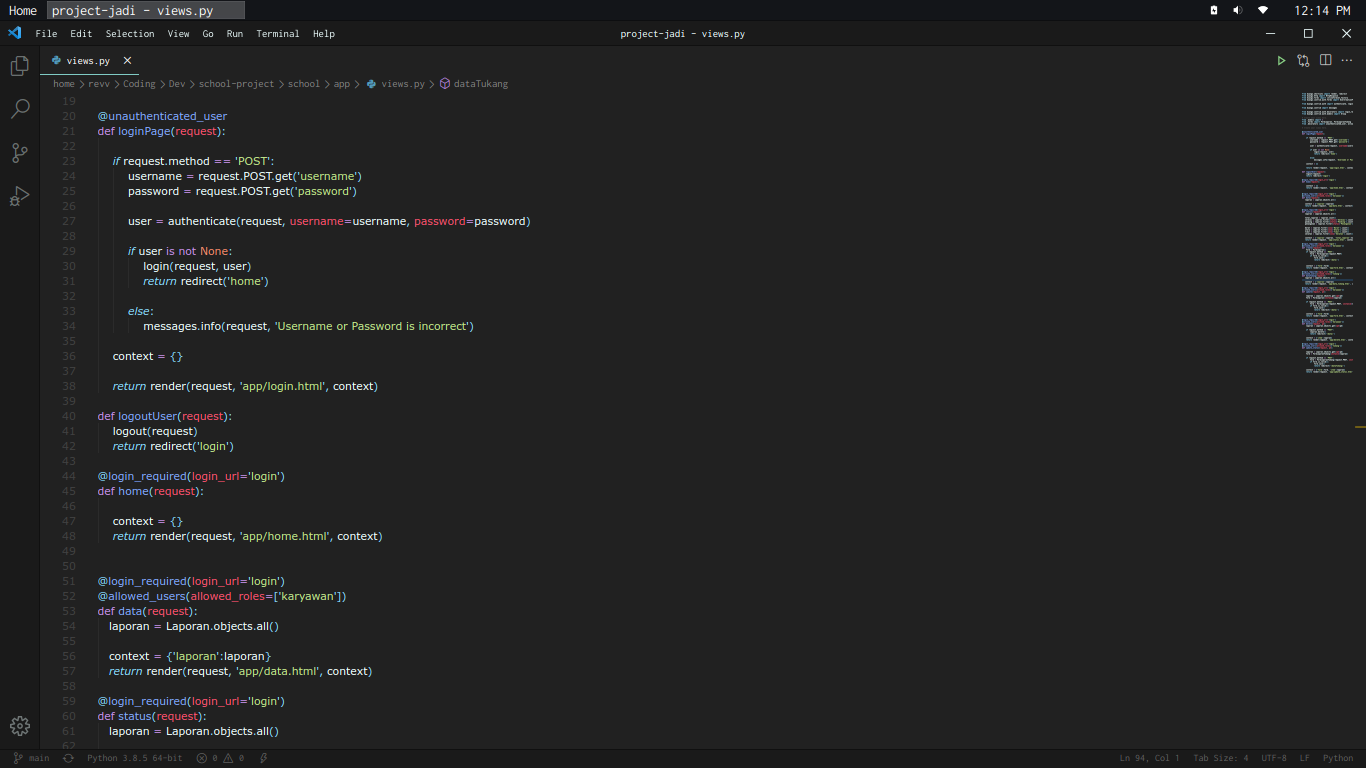 Home project-jadi - views.py 12:14 PM
File Edit Selection View Go Run Terminal Help project-jadi - views.py
views.py
home > revv > Coding > Dev > school-project > school > app > views.py > dataTukang
19
20 @unauthenticated_user
21 def loginPage(request):
22
23 if request.method == 'POST':
24 username = request.POST.get('username')
25 password = request.POST.get('password')
26
27 user = authenticate(request, username=username, password=password)
28
29 if user is not None:
30 login(request, user)
31 return redirect('home')
32
33 else:
34 messages.info(request, 'Username or Password is incorrect')
35
36 context = {}
37
38 return render(request, 'app/login.html', context)
39
40 def logoutUser(request):
41 logout(request)
42 return redirect('login')
43
44 @login_required(login_url='login')
45 def home(request):
46
47 context = {}
48 return render(request, 'app/home.html', context)
49
50
51 @login_required(login_url='login')
52 @allowed_users(allowed_roles=['karyawan'])
53 def data(request):
54 laporan = Laporan.objects.all()
55
56 context = {'laporan':laporan}
57 return render(request, 'app/data.html', context)
58
59 @login_required(login_url='login')
60 def status(request):
61 laporan = Laporan.objects.all()
62
main Python 3.8.5 64-bit 0 0 Ln 94, Col 1 Tab Size: 4 UTF-8 LF Python